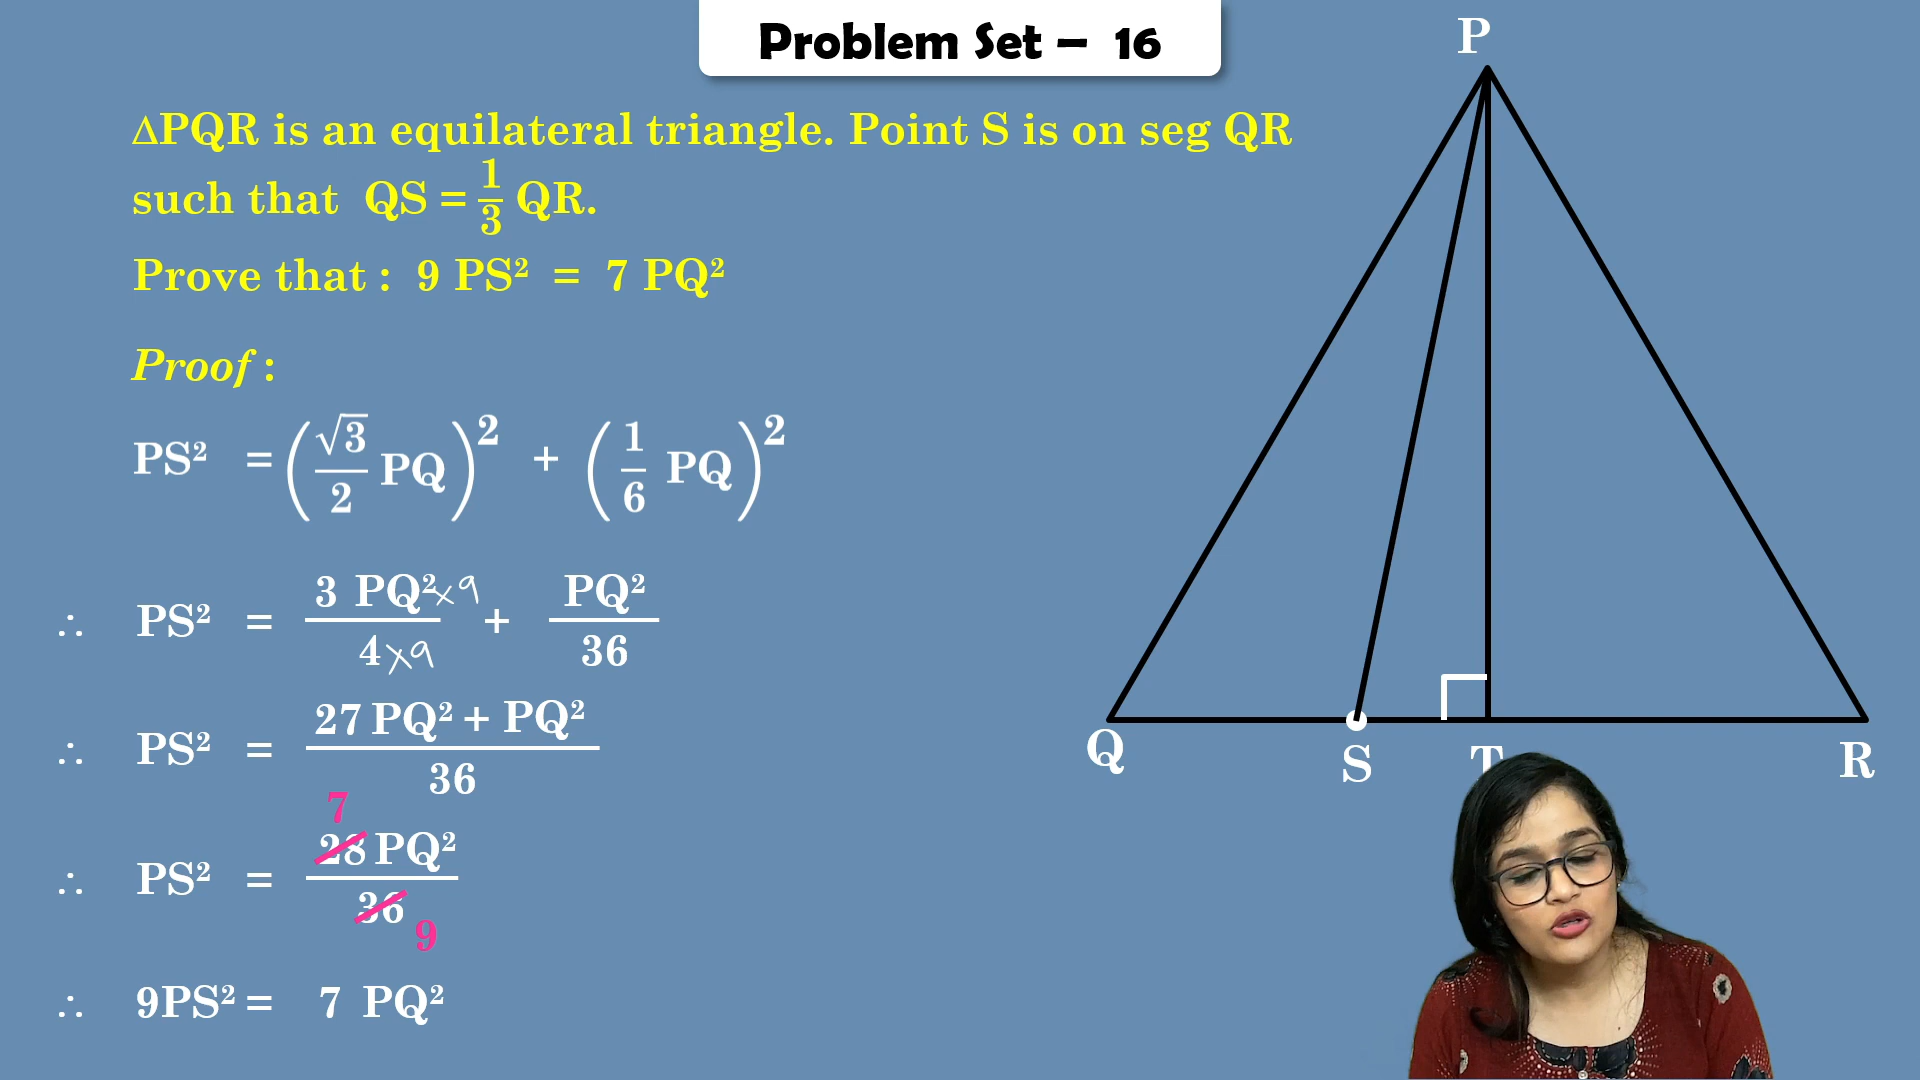 Problem Set – 16
P
ΔPQR is an equilateral triangle. Point S is on seg QR
such that QS = 1/3 QR.
Prove that : 9 PS² = 7 PQ²
Proof :
PS² = (√3/2 PQ)² + (1/6 PQ)²
∴ PS² = 3 PQ²×9 / 4×9 + PQ² / 36
∴ PS² = 27 PQ² + PQ² / 36
7
∴ PS² = 28 PQ² / 36
9
∴ 9PS² = 7 PQ²
Q S T R